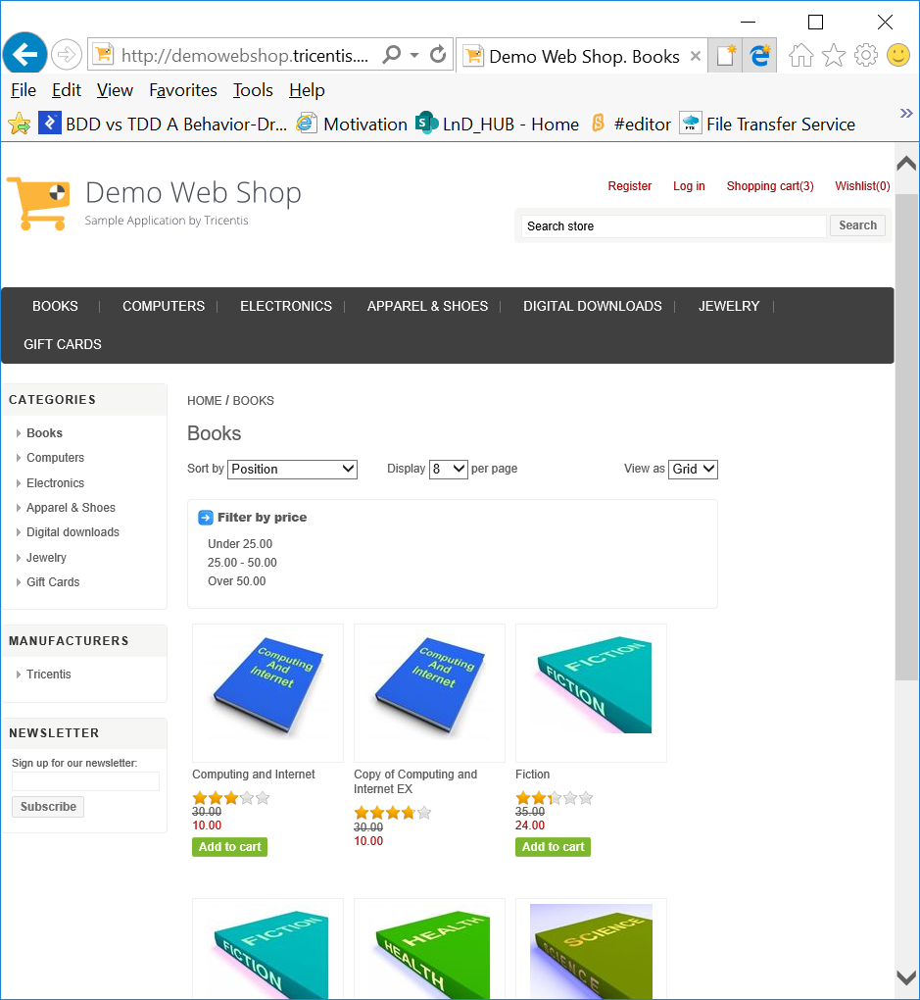 http://demowebshop.tricentis....
Demo Web Shop. Books
File Edit View Favorites Tools Help
BDD vs TDD A Behavior-Dr... Motivation LnD_HUB - Home #editor File Transfer Service
Demo Web Shop
Sample Application by Tricentis
Register Log in Shopping cart(3) Wishlist(0)
Search store Search
BOOKS COMPUTERS ELECTRONICS APPAREL & SHOES DIGITAL DOWNLOADS JEWELRY
GIFT CARDS
CATEGORIES
Books
Computers
Electronics
Apparel & Shoes
Digital downloads
Jewelry
Gift Cards
MANUFACTURERS
Tricentis
NEWSLETTER
Sign up for our newsletter:
Subscribe
HOME / BOOKS
Books
Sort by Position Display 8 per page View as Grid
Filter by price
Under 25.00
25.00 - 50.00
Over 50.00
Computing
And
Internet
Computing and Internet
30.00
10.00
Add to cart
Computing
And
Internet
Copy of Computing and
Internet EX
30.00
10.00
FICTION
FICTION
Fiction
35.00
24.00
Add to cart
FICTION
FICTION
HEALTH
HEALTH
SCIENCE
SCIENCE